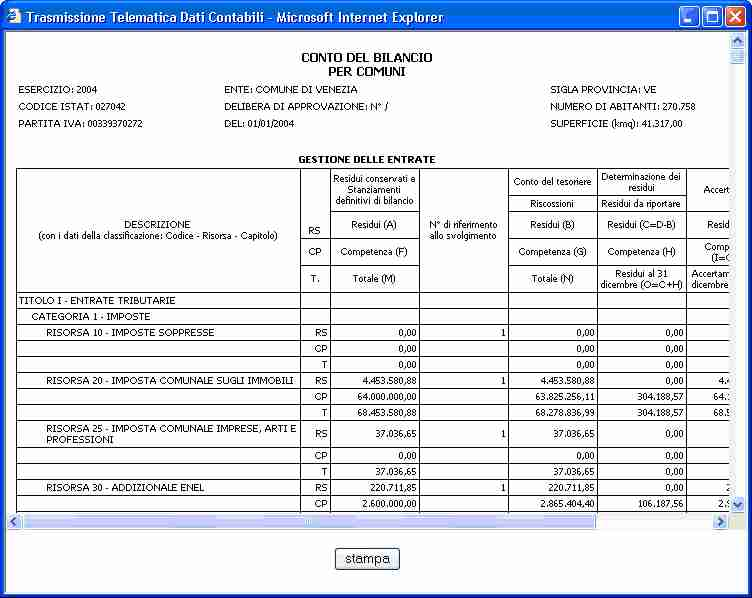 Trasmissione Telematica Dati Contabili - Microsoft Internet Explorer
CONTO DEL BILANCIO
PER COMUNI
ESERCIZIO: 2004 ENTE: COMUNE DI VENEZIA SIGLA PROVINCIA: VE
CODICE ISTAT: 027042 DELIBERA DI APPROVAZIONE: N° / NUMERO DI ABITANTI: 270.758
PARTITA IVA: 00339370272 DEL: 01/01/2004 SUPERFICIE (kmq): 41.317,00
GESTIONE DELLE ENTRATE
DESCRIZIONE
(con i dati della classificazione: Codice - Risorsa - Capitolo)
RS
CP
T.
Residui conservati e
Stanziamenti
definitivi di bilancio
Residui (A)
Competenza (F)
Totale (M)
N° di riferimento
allo svolgimento
Conto del tesoriere
Riscossioni
Residui (B)
Competenza (G)
Totale (N)
Determinazione dei
residui
Residui da riportare
Residui (C=D-B)
Competenza (H)
Residui al 31
dicembre (O=C+H)
Accert
Resid
Comp
Accertam
dicembre
TITOLO I - ENTRATE TRIBUTARIE
CATEGORIA 1 - IMPOSTE
RISORSA 10 - IMPOSTE SOPPRESSE RS 0,00 1 0,00 0,00
CP 0,00 0,00 0,00
T 0,00 0,00 0,00
RISORSA 20 - IMPOSTA COMUNALE SUGLI IMMOBILI RS 4.453.580,88 1 4.453.580,88 0,00 4.4
CP 64.000.000,00 63.825.256,11 304.188,57 64.1
T 68.453.580,88 68.278.836,99 304.188,57 68.5
RISORSA 25 - IMPOSTA COMUNALE IMPRESE, ARTI E
PROFESSIONI RS 37.036,65 1 37.036,65 0,00
CP 0,00 0,00 0,00
T 37.036,65 37.036,65 0,00
RISORSA 30 - ADDIZIONALE ENEL RS 220.711,85 1 220.711,85 0,00 2
CP 2.600.000,00 2.865.404,40 106.187,56 2.9
stampa